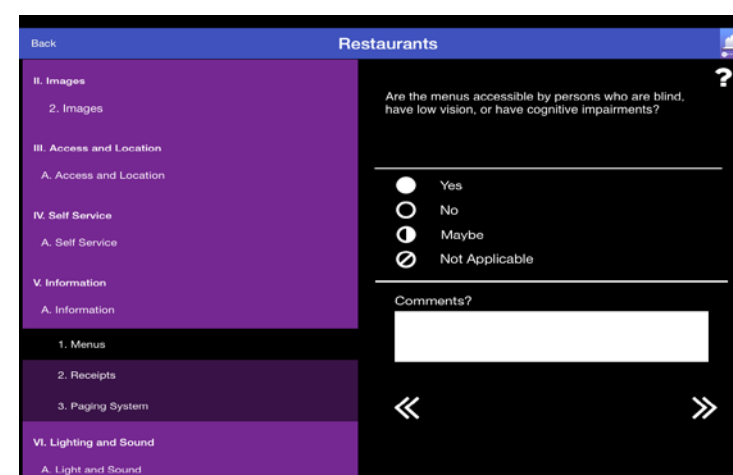 Back
Restaurants
II. Images
2. Images
III. Access and Location
A. Access and Location
IV. Self Service
A. Self Service
V. Information
A. Information
1. Menus
2. Receipts
3. Paging System
VI. Lighting and Sound
A. Light and Sound
?
Are the menus accessible by persons who are blind,
have low vision, or have cognitive impairments?
Yes
No
Maybe
Not Applicable
Comments?